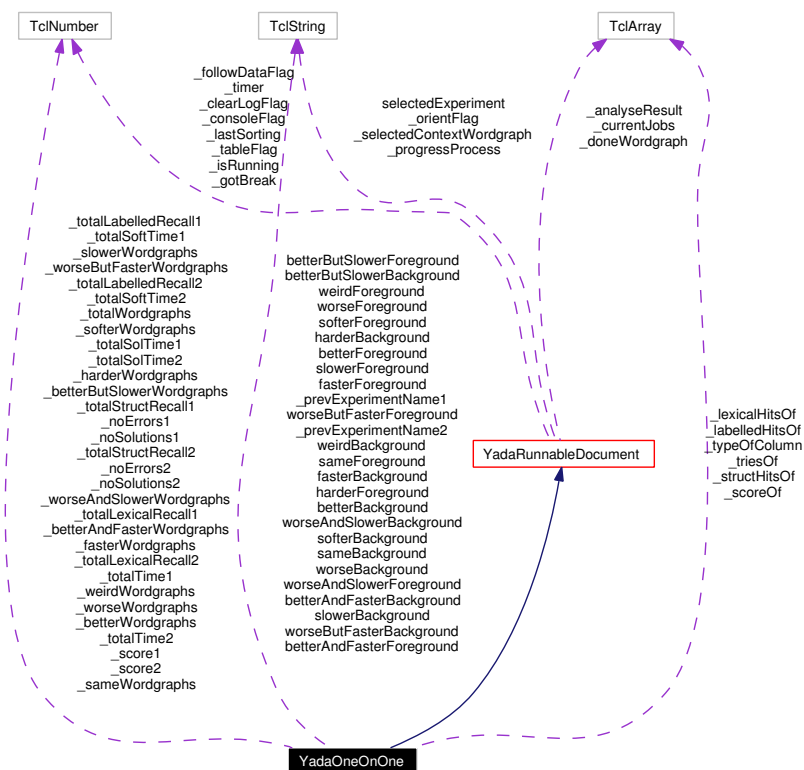 TclNumber
TclString
TclArray
_followDataFlag
_timer
_clearLogFlag
_consoleFlag
_lastSorting
_tableFlag
_isRunning
_gotBreak
selectedExperiment
_orientFlag
_selectedContextWordgraph
_progressProcess
_analyseResult
_currentJobs
_doneWordgraph
_totalLabelledRecall1
_totalSoftTime1
_slowerWordgraphs
_worseButFasterWordgraphs
_totalLabelledRecall2
_totalSoftTime2
_totalWordgraphs
_softerWordgraphs
_totalSolTime1
_totalSolTime2
_harderWordgraphs
_betterButSlowerWordgraphs
_totalStructRecall1
_noErrors1
_noSolutions1
_totalStructRecall2
_noErrors2
_noSolutions2
_worseAndSlowerWordgraphs
_totalLexicalRecall1
_betterAndFasterWordgraphs
_fasterWordgraphs
_totalLexicalRecall2
_totalTime1
_weirdWordgraphs
_worseWordgraphs
_betterWordgraphs
_totalTime2
_score1
_score2
_sameWordgraphs
betterButSlowerForeground
betterButSlowerBackground
weirdForeground
worseForeground
softerForeground
harderBackground
betterForeground
slowerForeground
fasterForeground
_prevExperimentName1
worseButFasterForeground
_prevExperimentName2
weirdBackground
sameForeground
fasterBackground
harderForeground
betterBackground
worseAndSlowerBackground
softerBackground
sameBackground
worseBackground
worseAndSlowerForeground
betterAndFasterBackground
slowerBackground
worseButFasterBackground
betterAndFasterForeground
YadaRunnableDocument
_lexicalHitsOf
_labelledHitsOf
_typeOfColumn
_triesOf
_structHitsOf
_scoreOf
YadaOneOnOne